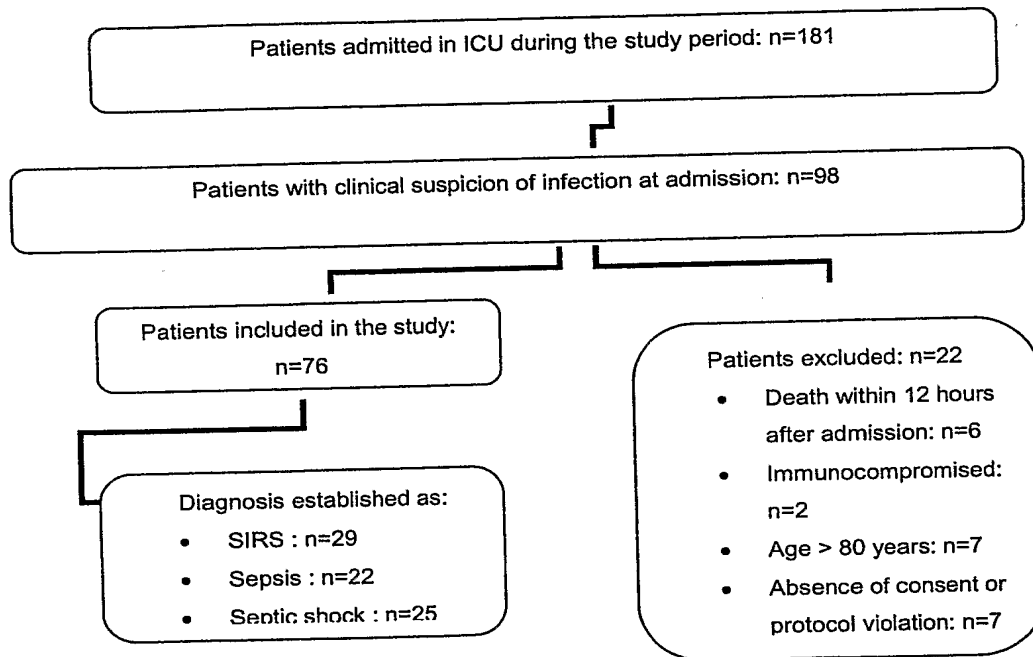 Patients admitted in ICU during the study period: n=181
Patients with clinical suspicion of infection at admission: n=98
Patients included in the study:
n=76
Patients excluded: n=22
• Death within 12 hours
after admission: n=6
• Immunocompromised:
n=2
• Age > 80 years: n=7
• Absence of consent or
protocol violation: n=7
Diagnosis established as:
• SIRS : n=29
• Sepsis : n=22
• Septic shock : n=25